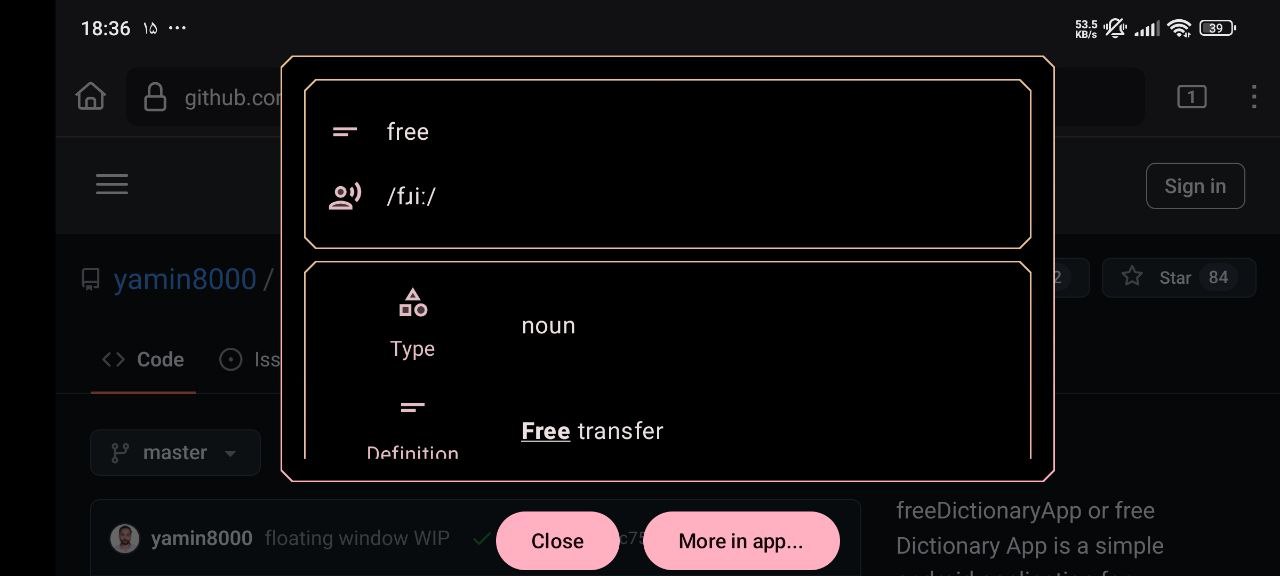 18:36 ۱۵ ...
53.5
KB/s
39
github.co
1
free
/fɹiː/
Sign in
yamin8000 /
2
Star 84
Type
noun
Code
Iss
Definition
Free transfer
master
yamin8000 floating window WIP
c75
Close
More in app...
freeDictionaryApp or free
Dictionary App is a simple